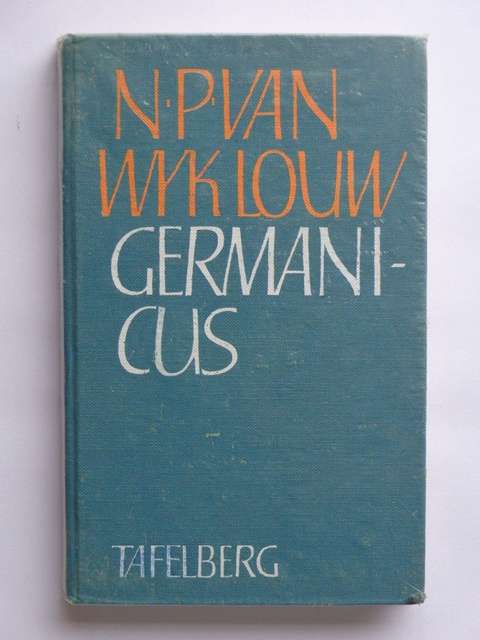 N·P·VAN
WYK LOUW
GERMANI-
CUS
TAFELBERG